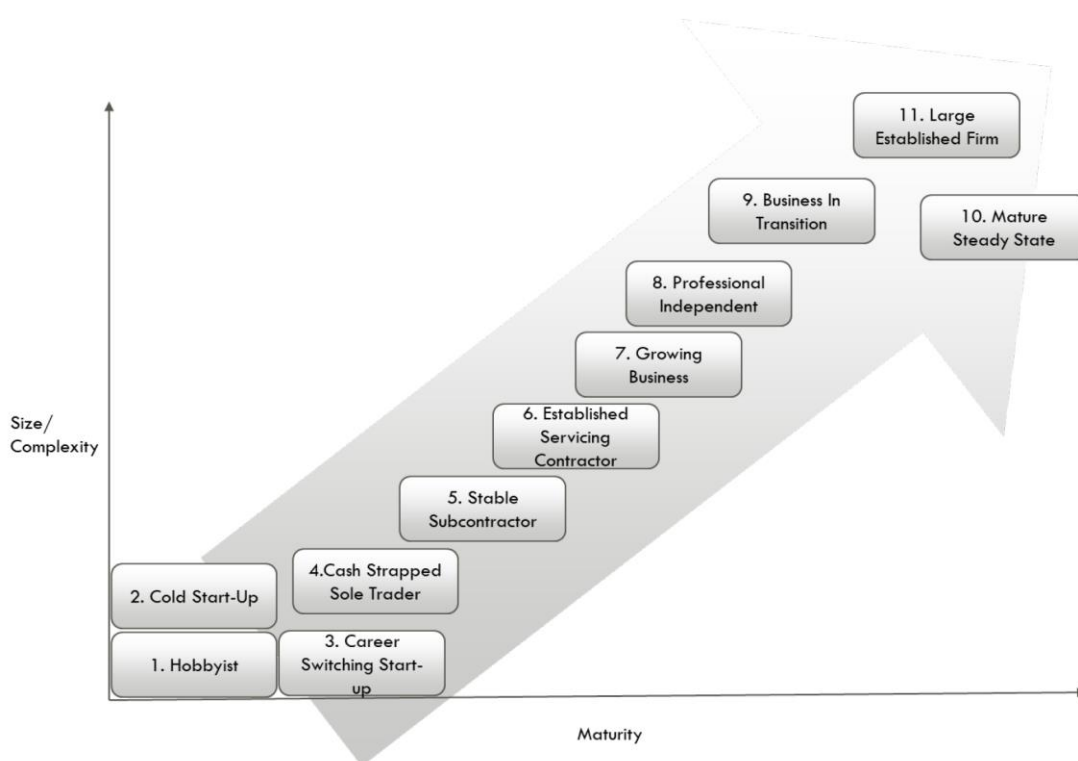 11. Large
Established Firm
9. Business In
Transition
10. Mature
Steady State
8. Professional
Independent
7. Growing
Business
Size/
Complexity
6. Established
Servicing
Contractor
5. Stable
Subcontractor
4.Cash Strapped
Sole Trader
2. Cold Start-Up
3. Career
Switching Start-
up
1. Hobbyist
Maturity